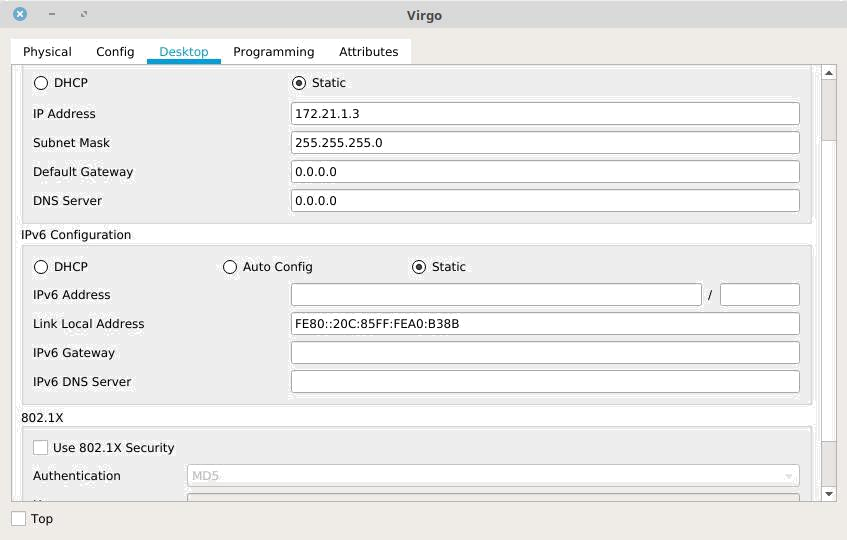 Virgo
Physical Config Desktop Programming Attributes
DHCP Static
IP Address 172.21.1.3
Subnet Mask 255.255.255.0
Default Gateway 0.0.0.0
DNS Server 0.0.0.0
IPv6 Configuration
DHCP Auto Config Static
IPv6 Address /
Link Local Address FE80::20C:85FF:FEA0:B38B
IPv6 Gateway
IPv6 DNS Server
802.1X
Use 802.1X Security
Authentication MD5
Top